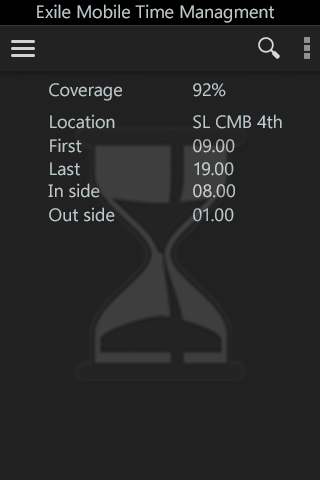 Exile Mobile Time Managment
Coverage 92%
Location SL CMB 4th
First 09.00
Last 19.00
In side 08.00
Out side 01.00